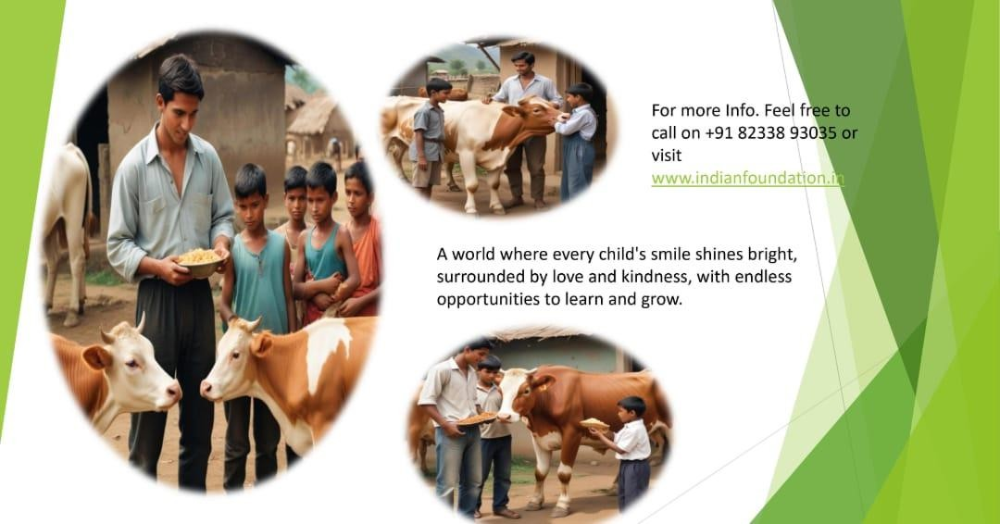 For more Info. Feel free to
call on +91 82338 93035 or
visit
www.indianfoundation.in
A world where every child's smile shines bright,
surrounded by love and kindness, with endless
opportunities to learn and grow.